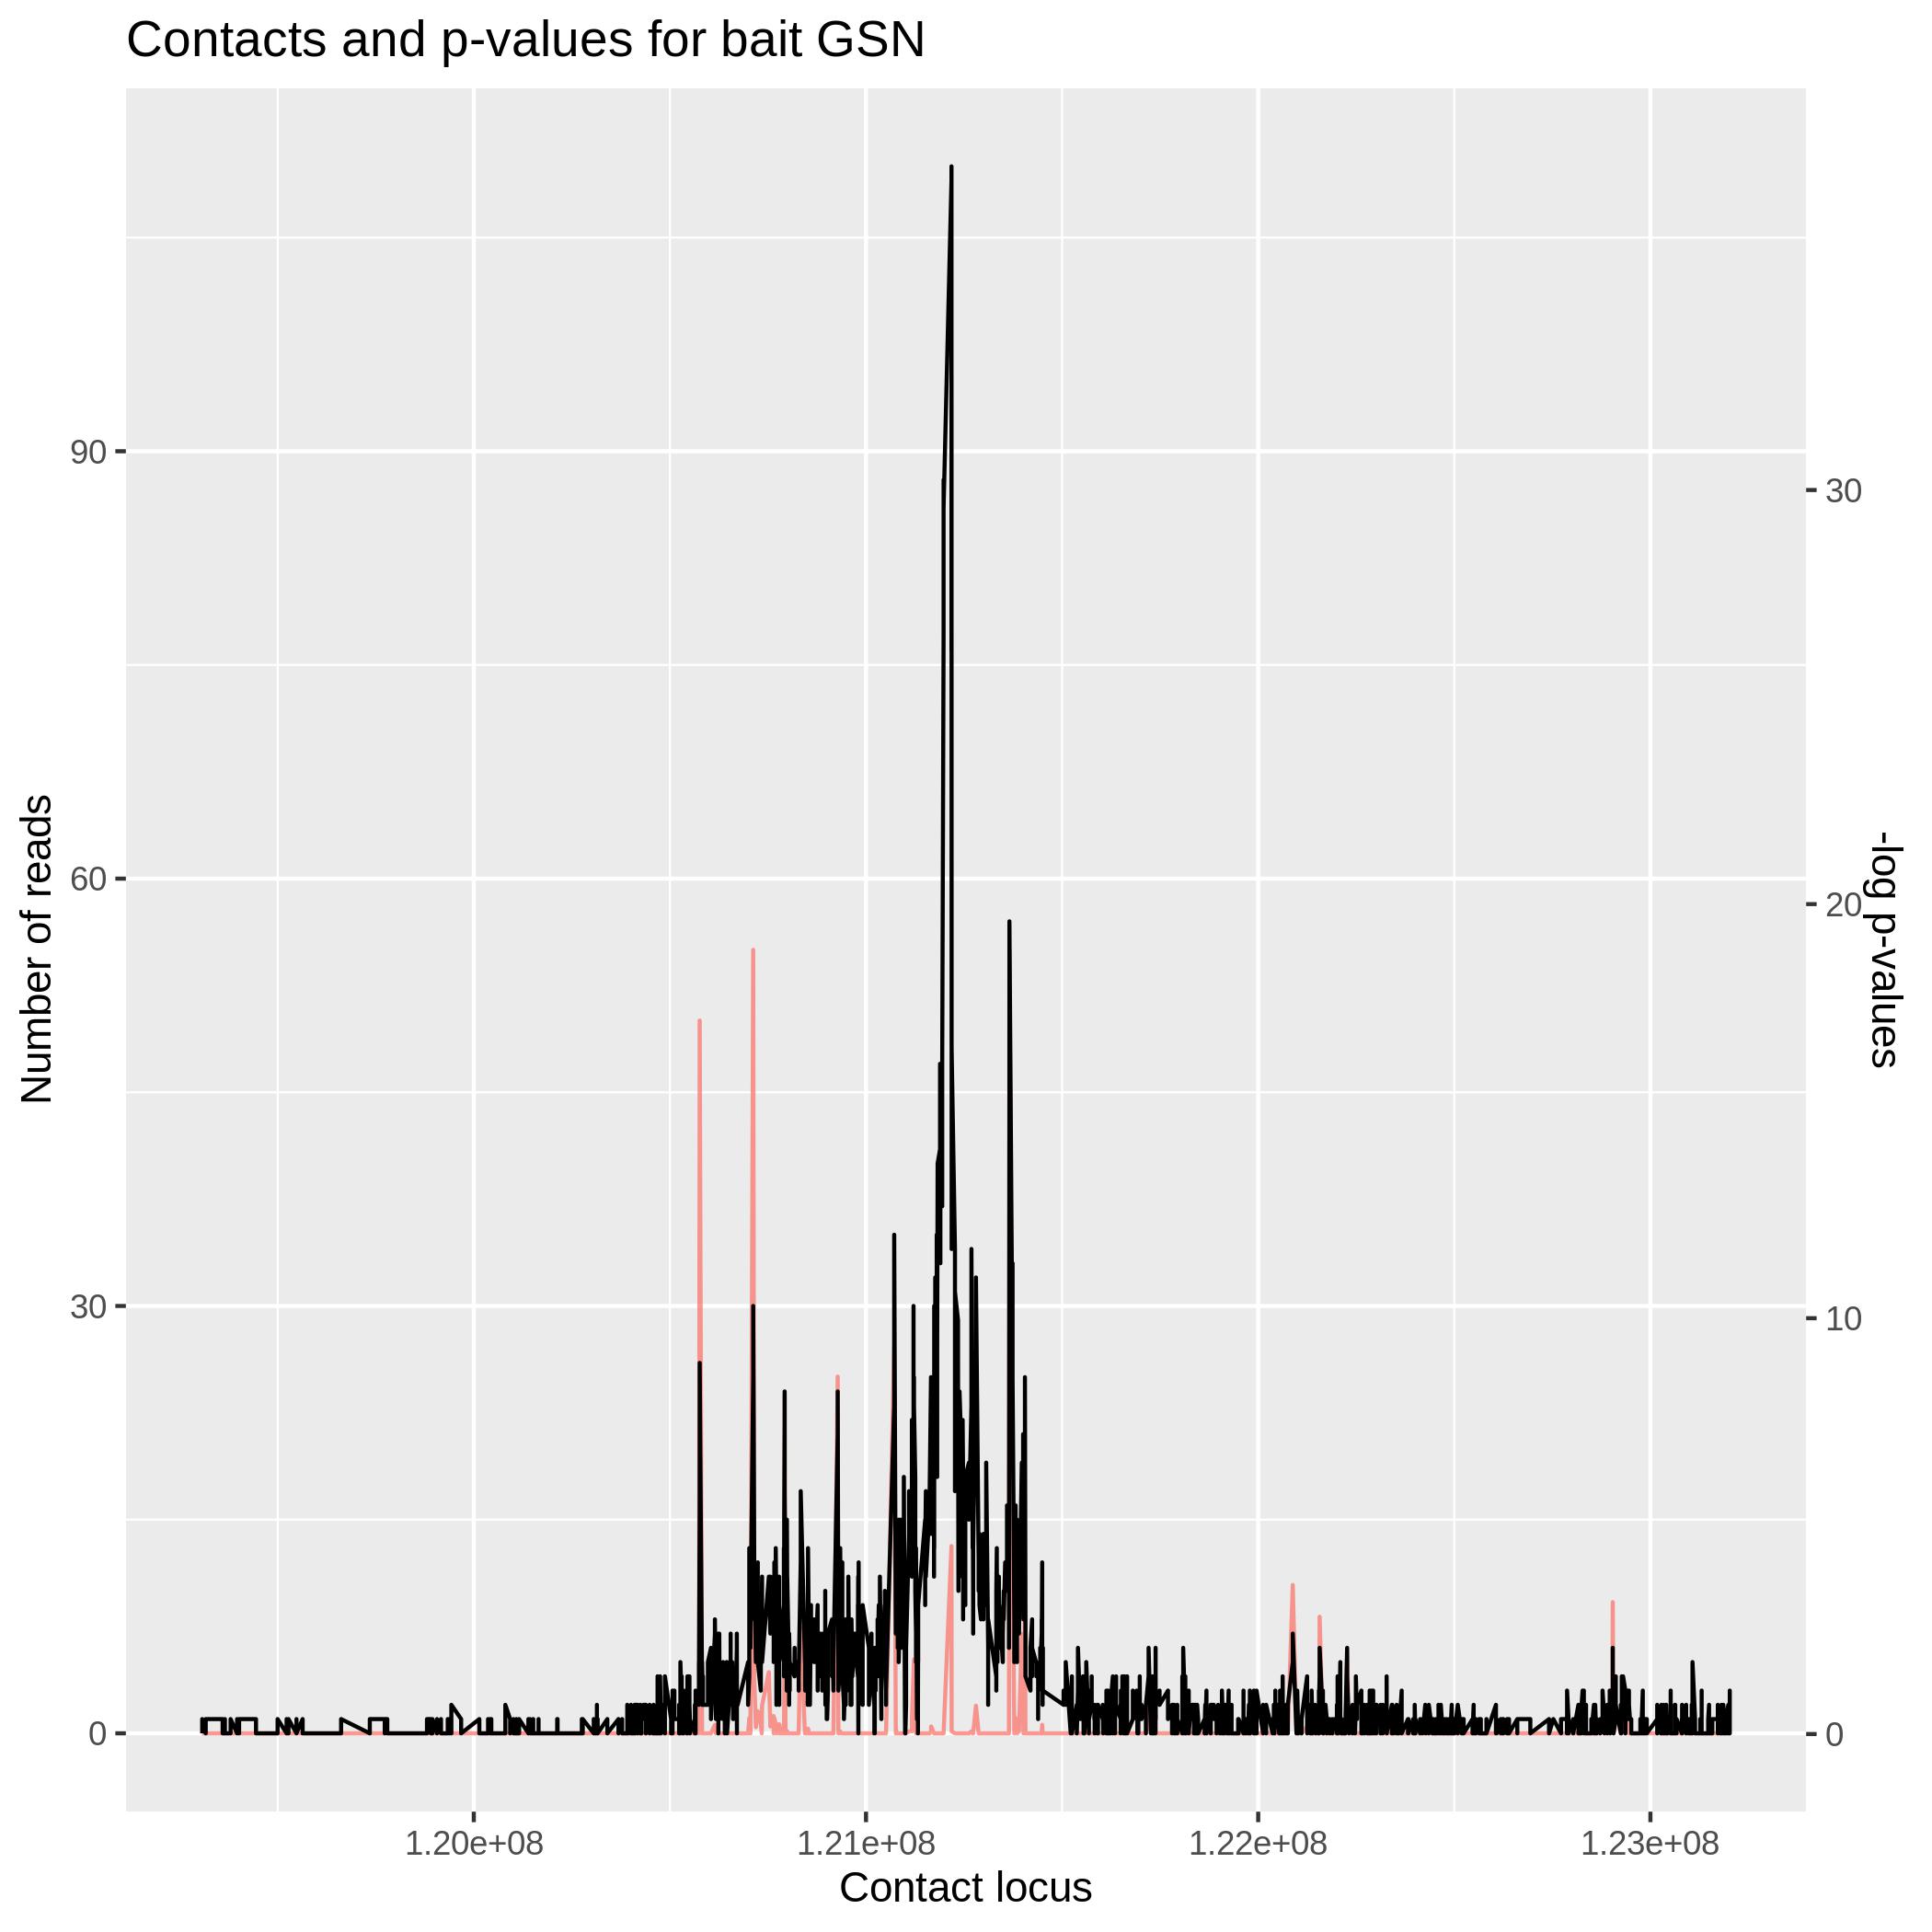 Contacts and p-values for bait GSN
Number of reads
90
60
30
0
30
20
10
0
-log p-values
1.20e+08
1.21e+08
1.22e+08
1.23e+08
Contact locus